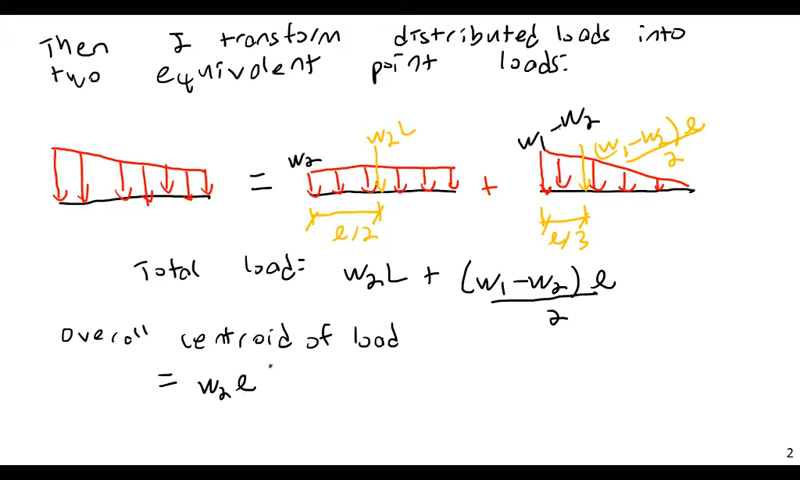 Then I transform distributed loads into
two equivalent point loads:
w₁-w₂
w₂L
(w₁-w₂)l/2
w₂
= +
l/2
l/3
Total load: w₂L + (w₁-w₂)l/2
Overall centroid of load
= w₂l
2